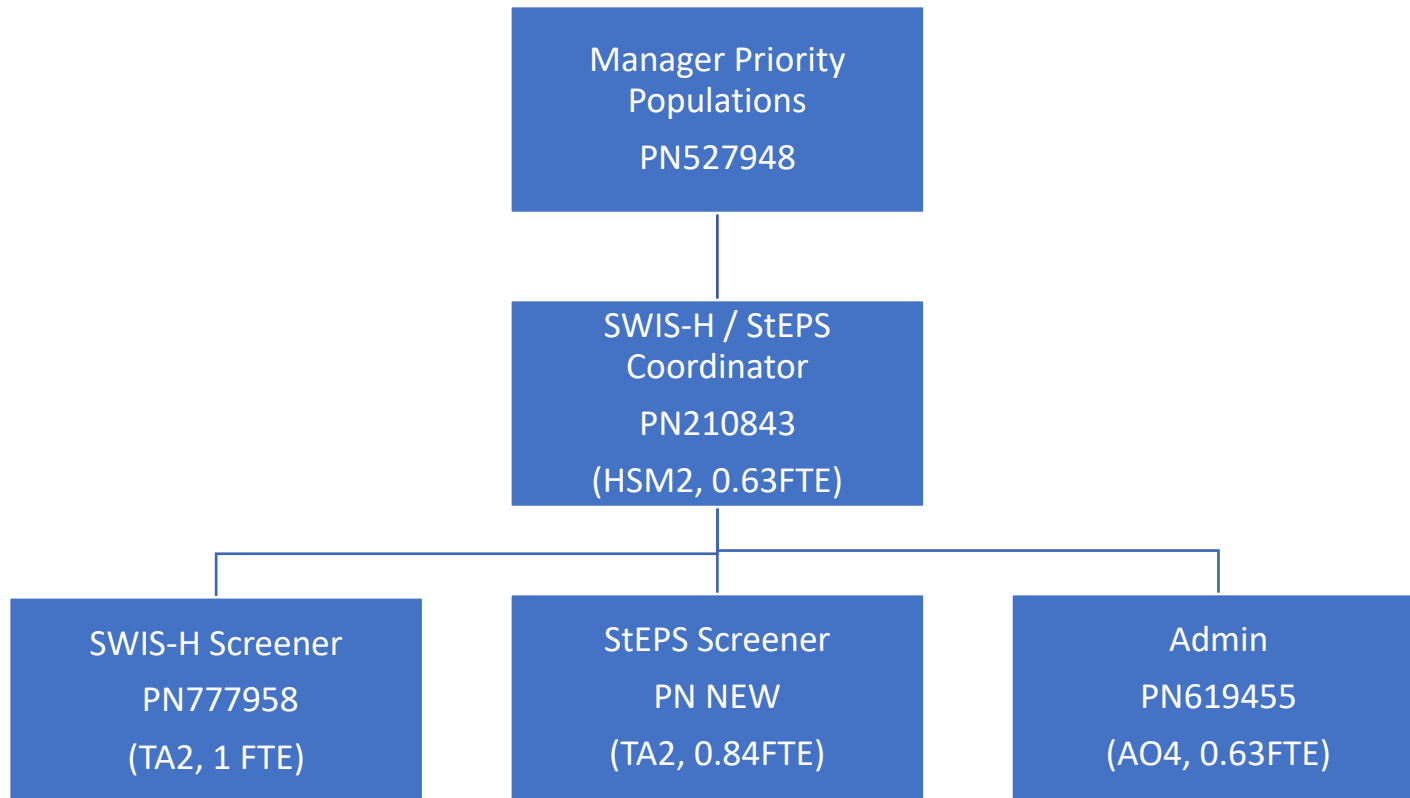 Manager Priority
Populations
PN527948
SWIS-H / StEPS
Coordinator
PN210843
(HSM2, 0.63FTE)
SWIS-H Screener
PN777958
(TA2, 1 FTE)
StEPS Screener
PN NEW
(TA2, 0.84FTE)
Admin
PN619455
(AO4, 0.63FTE)